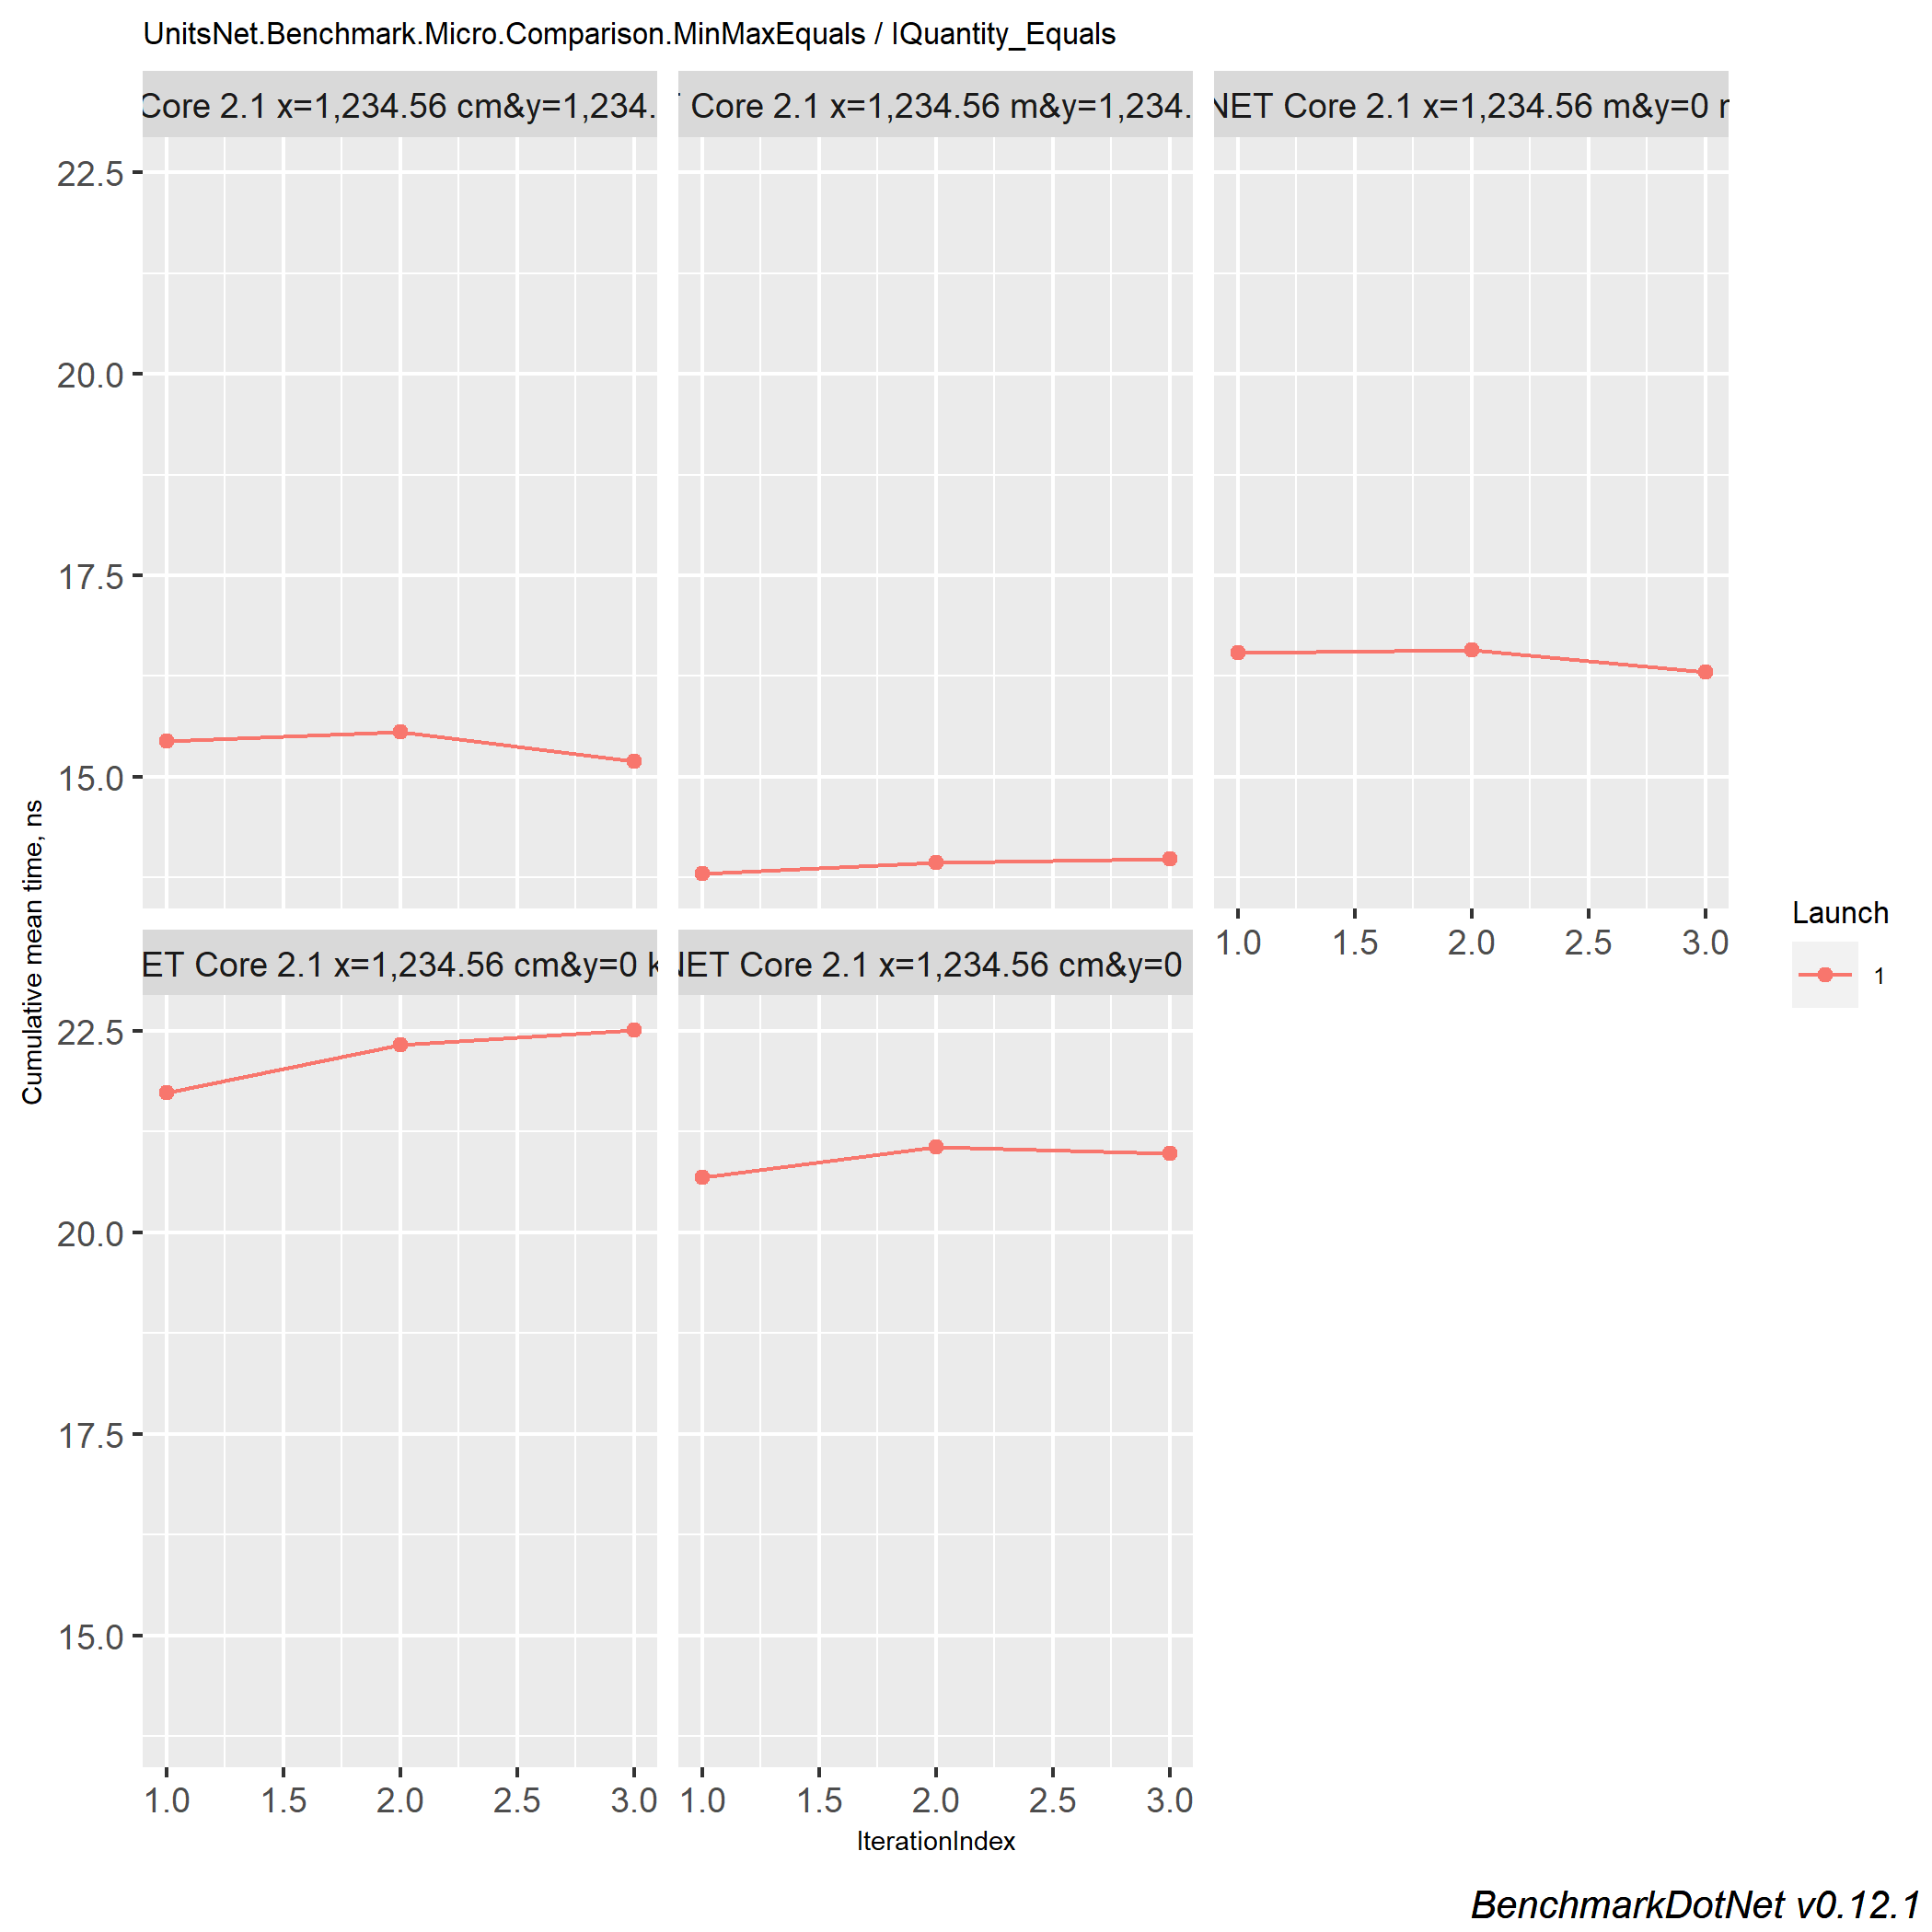 UnitsNet.Benchmark.Micro.Comparison.MinMaxEquals / IQuantity_Equals
Core 2.1 x=1,234.56 cm&y=1,234.
Core 2.1 x=1,234.56 m&y=1,234.
NET Core 2.1 x=1,234.56 m&y=0
22.5
20.0
17.5
15.0
1.0 1.5 2.0 2.5 3.0
ET Core 2.1 x=1,234.56 cm&y=0
NET Core 2.1 x=1,234.56 cm&y=0
22.5
20.0
17.5
15.0
1.0 1.5 2.0 2.5 3.0
1.0 1.5 2.0 2.5 3.0
IterationIndex
Cumulative mean time, ns
Launch
1
BenchmarkDotNet v0.12.1